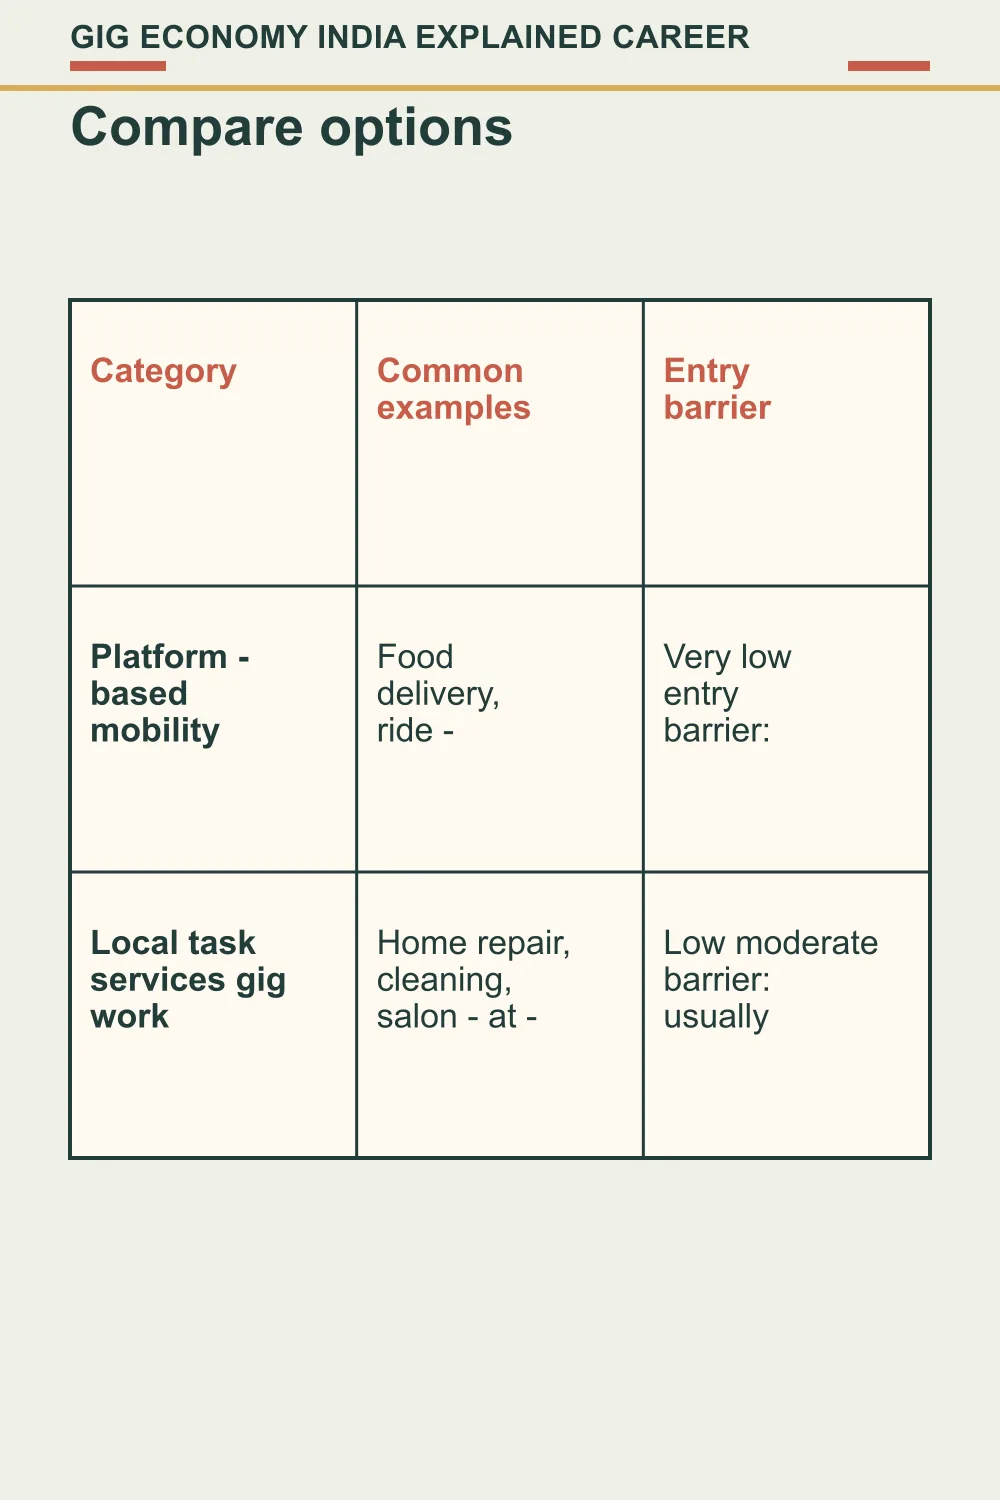 GIG ECONOMY INDIA EXPLAINED CAREER
Compare options
Category
Common
examples
Entry
barrier
Platform -
based
mobility
Food
delivery,
ride -
Very low
entry
barrier:
Local task
services gig
work
Home repair,
cleaning,
salon - at -
Low moderate
barrier:
usually